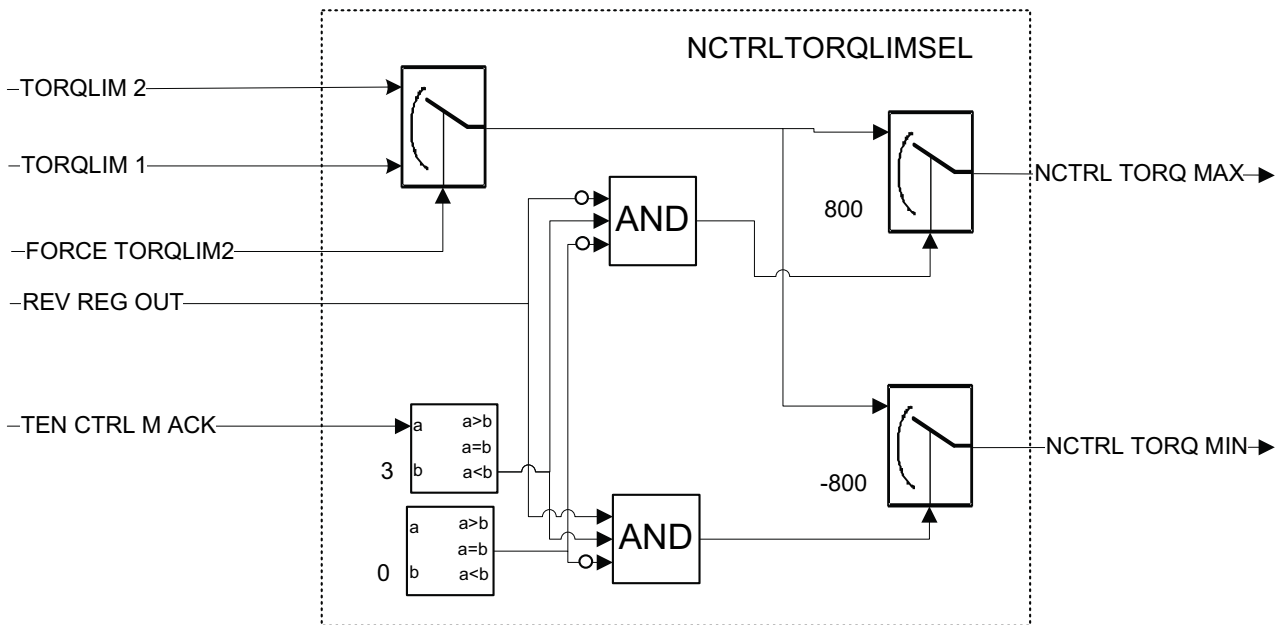 NCTRLTORQLIMSEL
TORQLIM 2
TORQLIM 1
NCTRL TORQ MAX
800
AND
FORCE TORQLIM2
REV REG OUT
TEN CTRL M ACK
a
a>b
a=b
3
b
a<b
NCTRL TORQ MIN
-800
a
a>b
a=b
0
b
a<b
AND